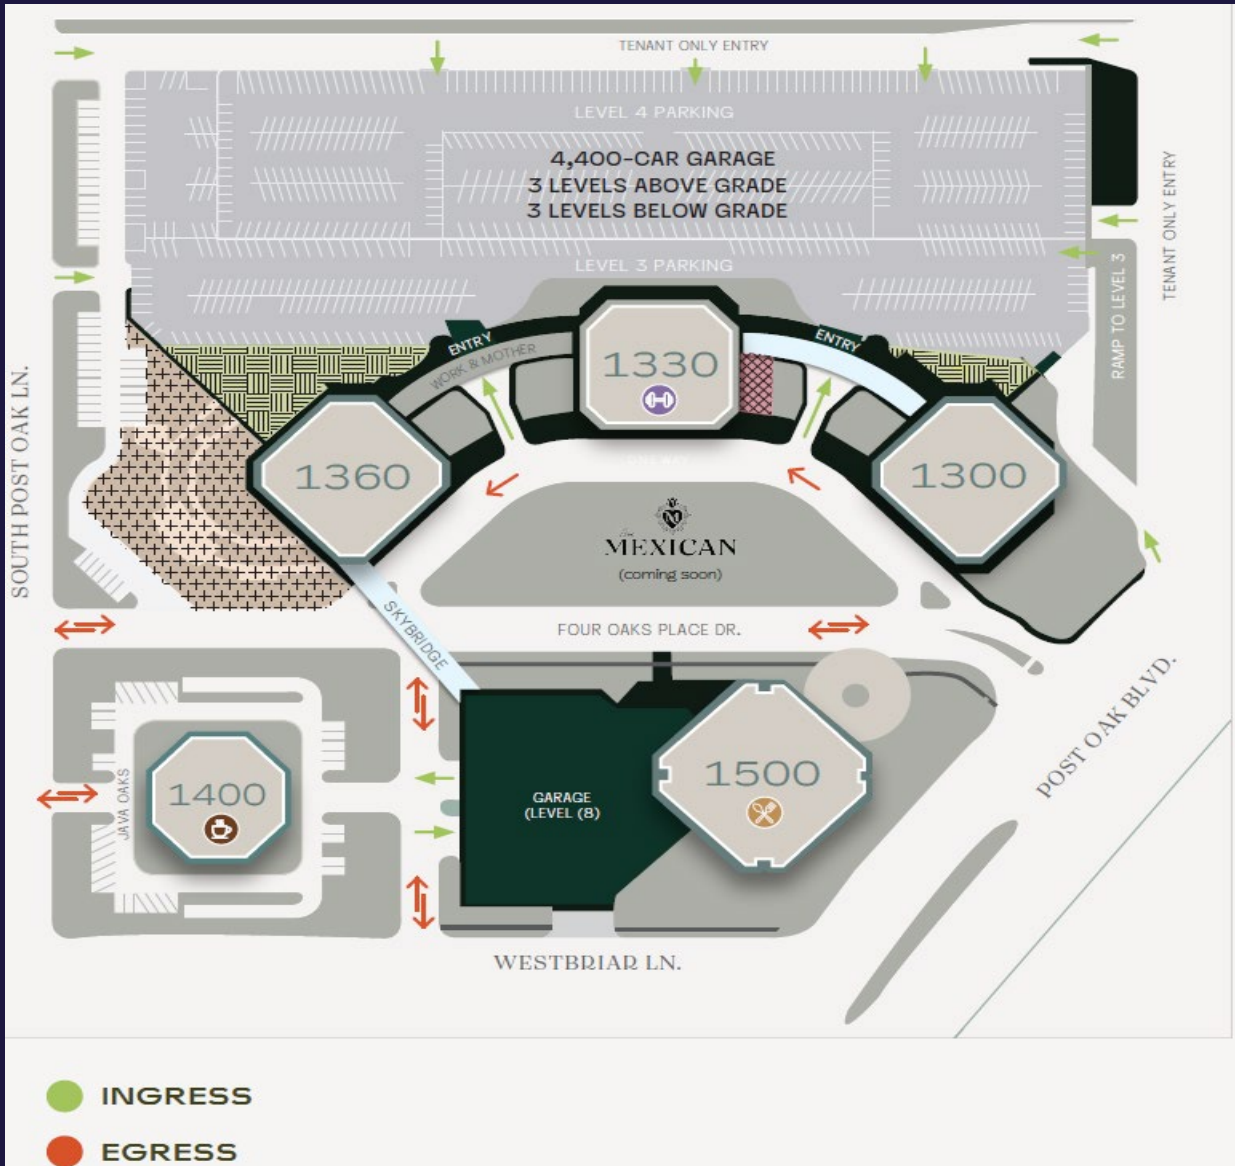 TENANT ONLY ENTRY
LEVEL 4 PARKING
4,400-CAR GARAGE
3 LEVELS ABOVE GRADE
3 LEVELS BELOW GRADE
TENANT ONLY ENTRY
LEVEL 3 PARKING
RAMP TO LEVEL 3
ENTRY
WORK & MOTHER
1330
ENTRY
SOUTH POST OAK LN.
1360
1300
M
MEXICAN
(coming soon)
SKYBRIDGE
FOUR OAKS PLACE DR.
POST OAK BLVD.
JAVA OAKS
1400
GARAGE
(LEVEL (8)
1500
WESTBRIAR LN.
INGRESS
EGRESS